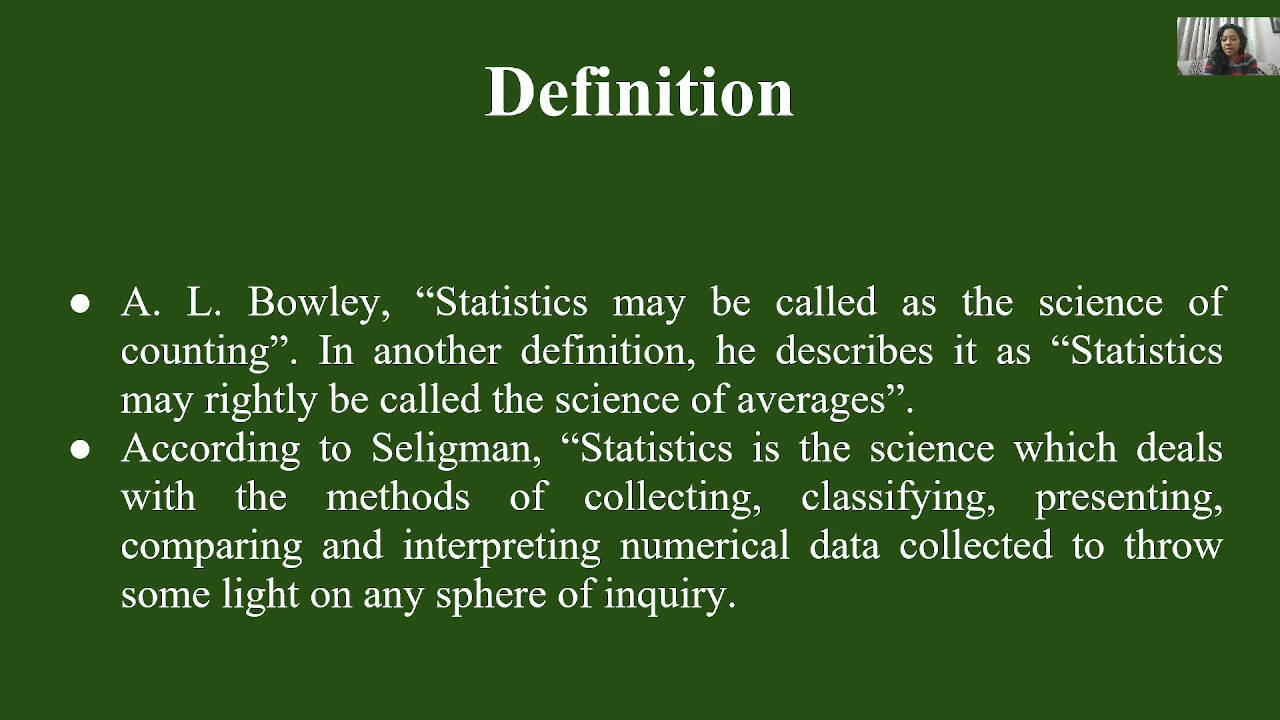 Definition
● A. L. Bowley, “Statistics may be called as the science of
counting”. In another definition, he describes it as “Statistics
may rightly be called the science of averages”.
● According to Seligman, “Statistics is the science which deals
with the methods of collecting, classifying, presenting,
comparing and interpreting numerical data collected to throw
some light on any sphere of inquiry.